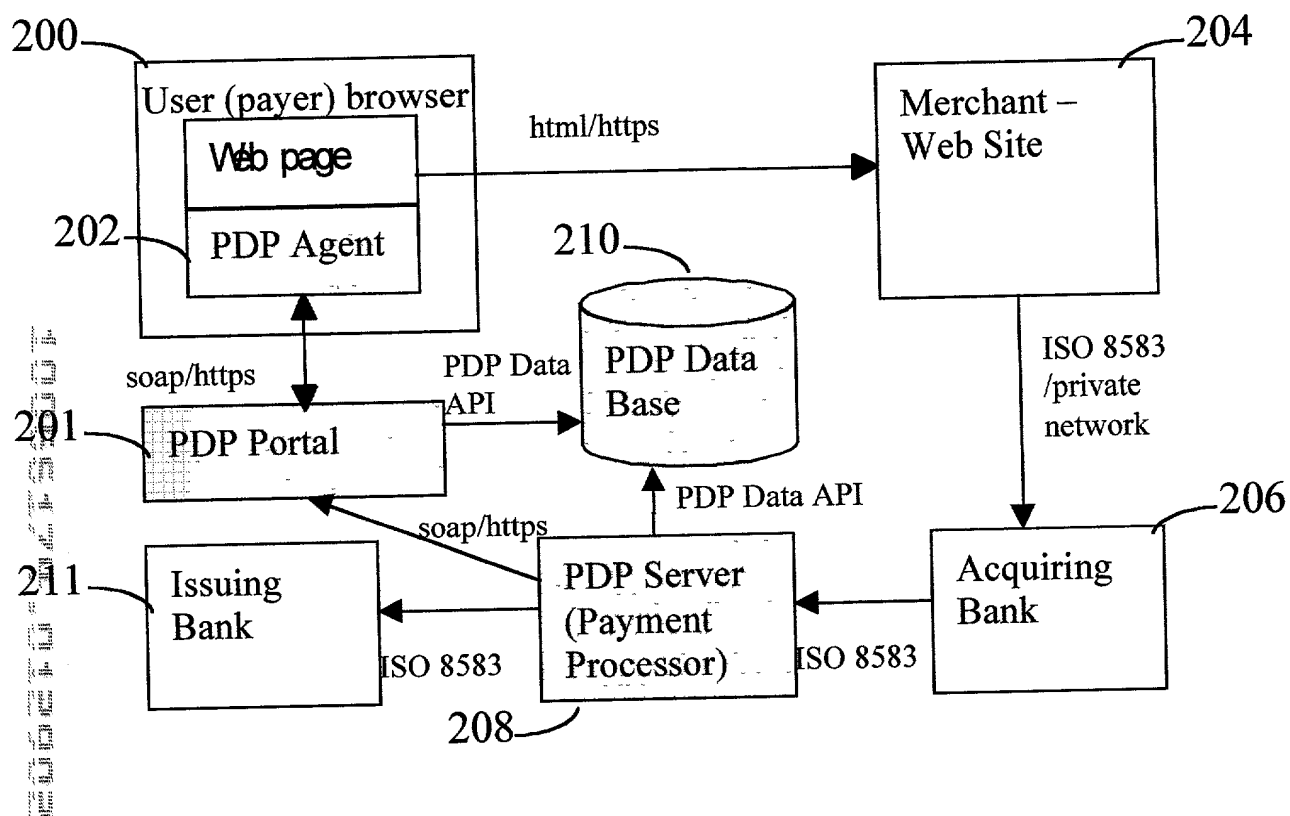 200
204
User (payer) browser
Web page
202
PDP Agent
html/https
Merchant –
Web Site
210
PDP Data
Base
soap/https
PDP Data
API
ISO 8583
/private
network
201
PDP Portal
PDP Data API
206
soap/https
211
Issuing
Bank
PDP Server
(Payment
Processor)
Acquiring
Bank
ISO 8583
ISO 8583
208